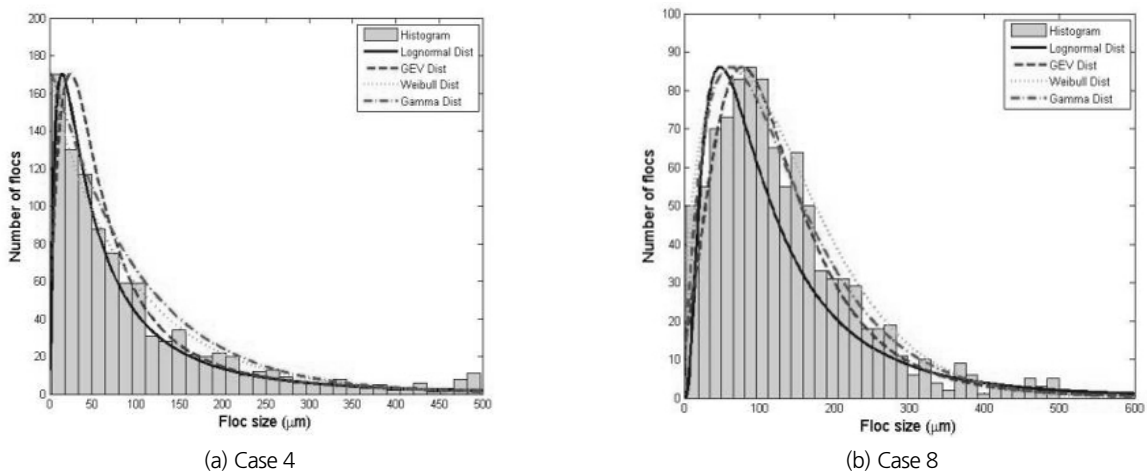 200
180
160
140
120
100
80
60
40
20
0
Number of flocs
0 50 100 150 200 250 300 350 400 450 500
Floc size (μm)
Histogram
Lognormal Dist
GEV Dist
Weibull Dist
Gamma Dist
(a) Case 4
100
90
80
70
60
50
40
30
20
10
0
Number of flocs
0 100 200 300 400 500 600
Floc size (μm)
Histogram
Lognormal Dist
GEV Dist
Weibull Dist
Gamma Dist
(b) Case 8